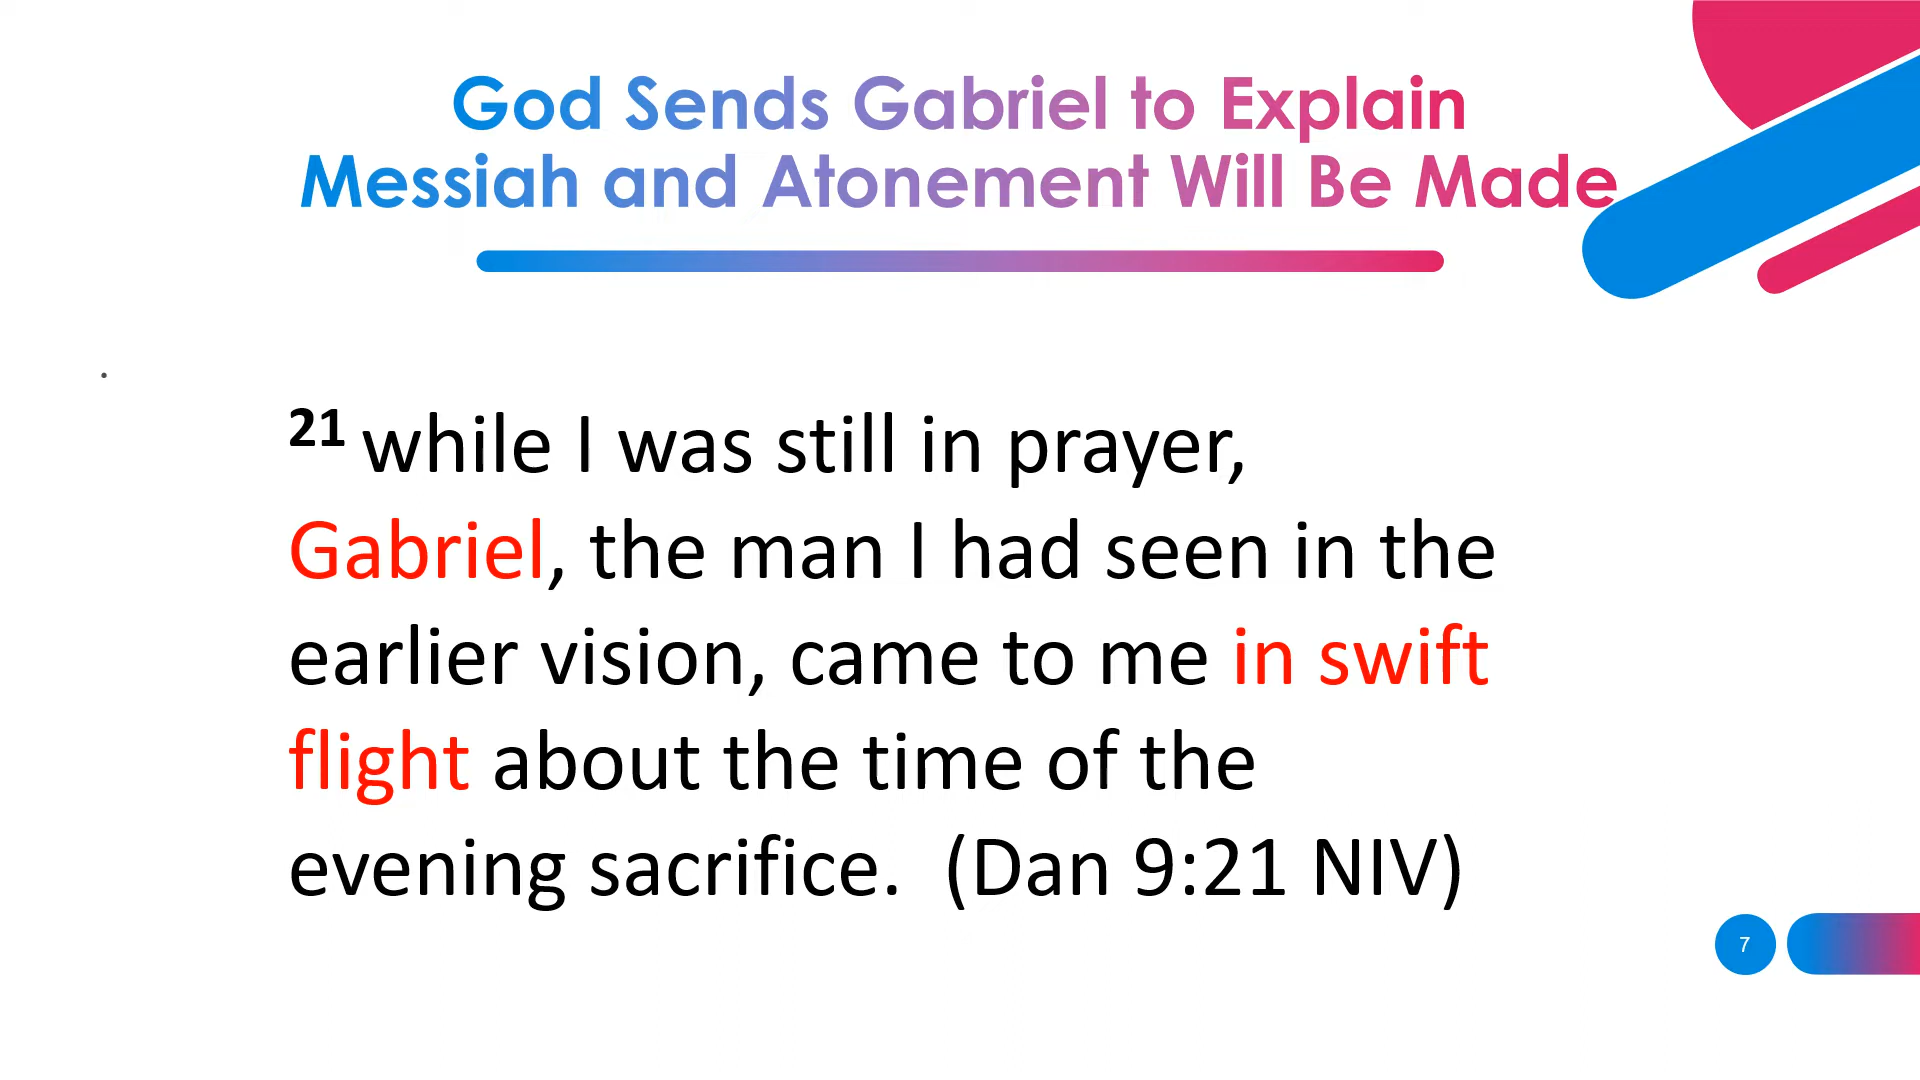 God Sends Gabriel to Explain
Messiah and Atonement Will Be Made
21 while I was still in prayer,
Gabriel, the man I had seen in the
earlier vision, came to me in swift
flight about the time of the
evening sacrifice.  (Dan 9:21 NIV)
7